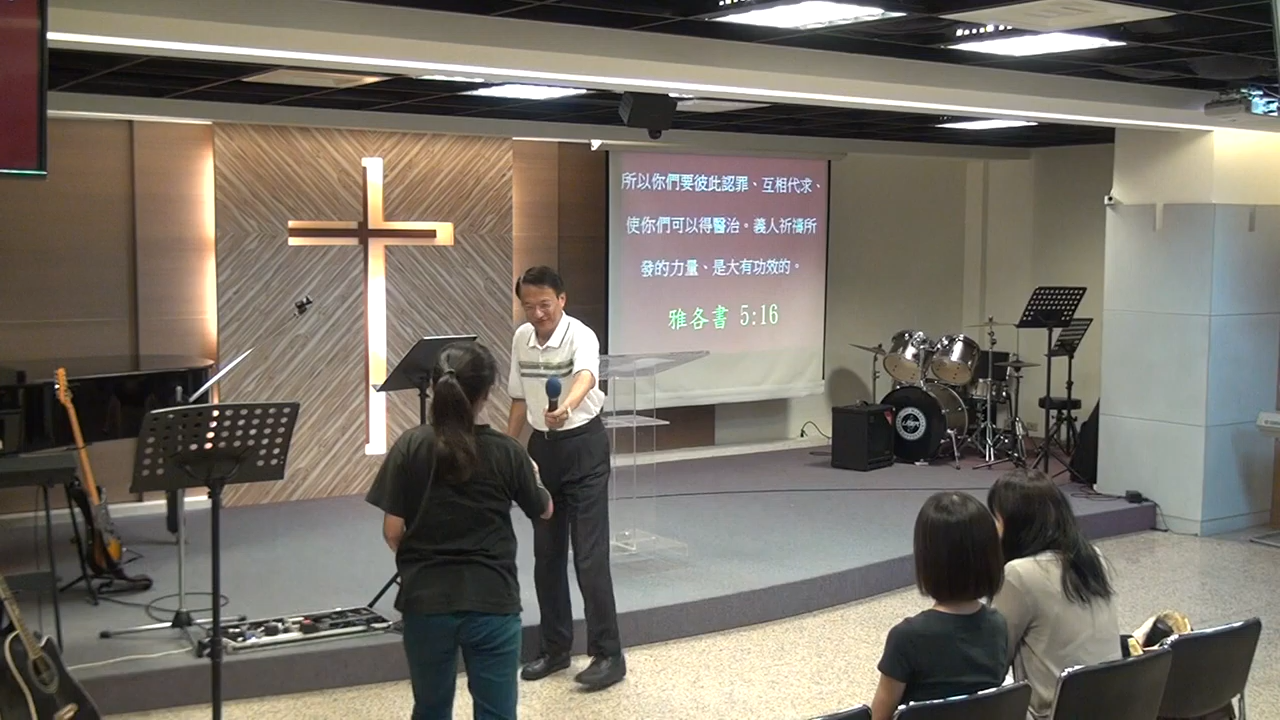 所以你們要彼此認罪、互相代求、
使你們可以得醫治。義人祈禱所
發的力量、是大有功效的。
雅各書 5:16